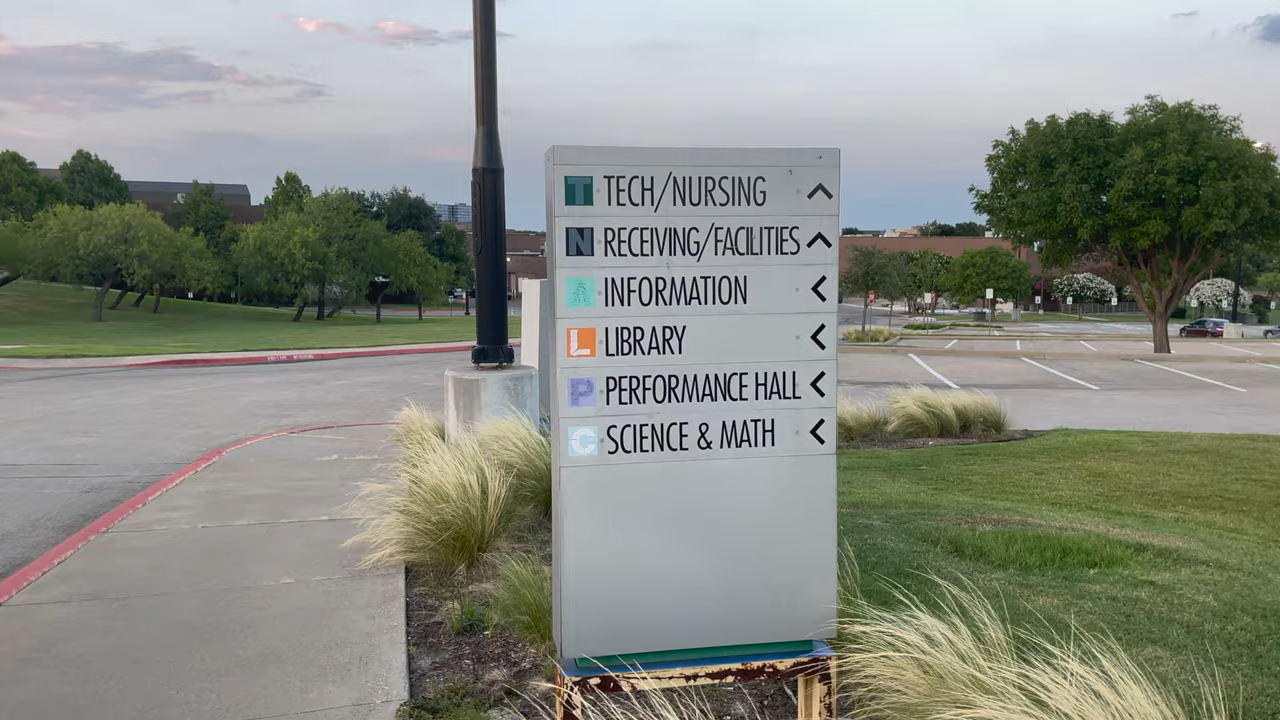 T TECH/NURSING
N RECEIVING/FACILITIES
INFORMATION
L LIBRARY
P PERFORMANCE HALL
C SCIENCE & MATH